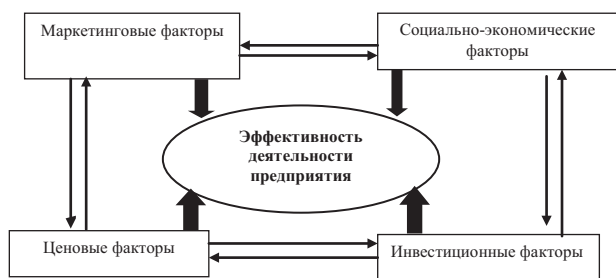 Маркетинговые факторы
Социально-экономические
факторы
Эффективность
деятельности
предприятия
Ценовые факторы
Инвестиционные факторы